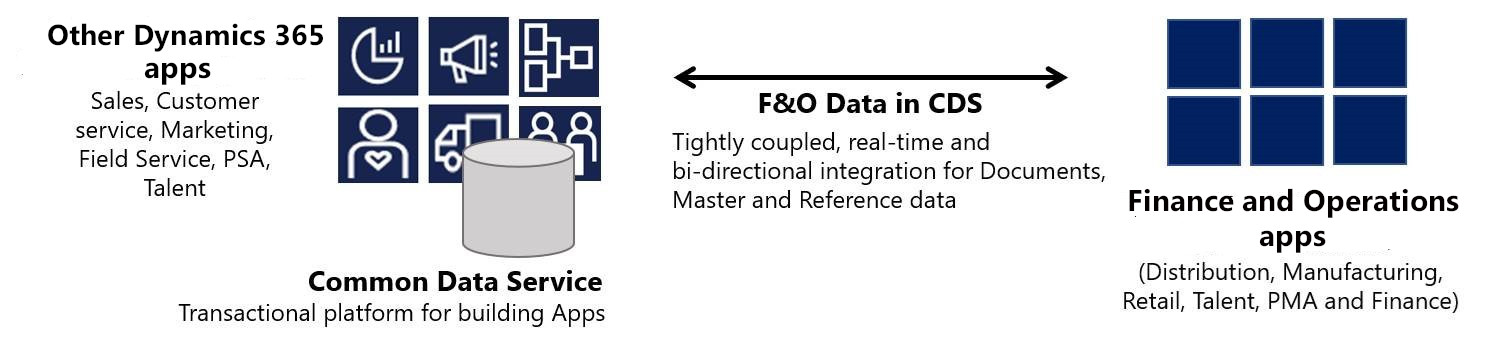 Other Dynamics 365
apps
Sales, Customer
service, Marketing,
Field Service, PSA,
Talent
Common Data Service
Transactional platform for building Apps
F&O Data in CDS
Tightly coupled, real-time and
bi-directional integration for Documents,
Master and Reference data
Finance and Operations
apps
(Distribution, Manufacturing,
Retail, Talent, PMA and Finance)